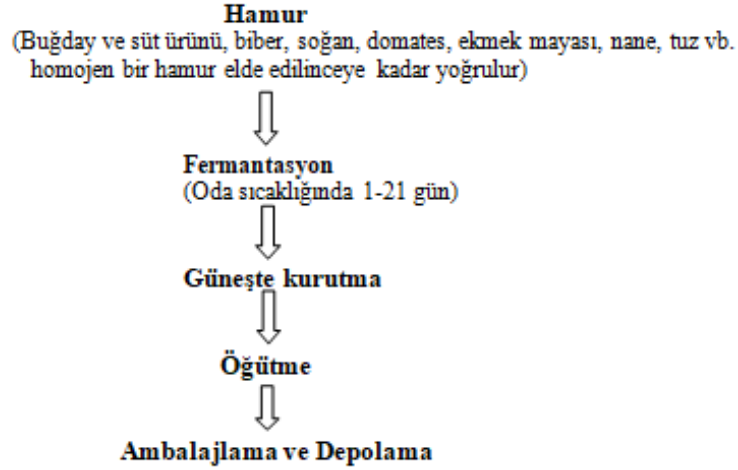 Hamur
(Buğday ve süt ürünü, biber, soğan, domates, ekmek mayası, nane, tuz vb.
homojen bir hamur elde edilinceye kadar yoğrulur)
Fermantasyon
(Oda sıcaklığında 1-21 gün)
Güneşte kurutma
Öğütme
Ambalajlama ve Depolama